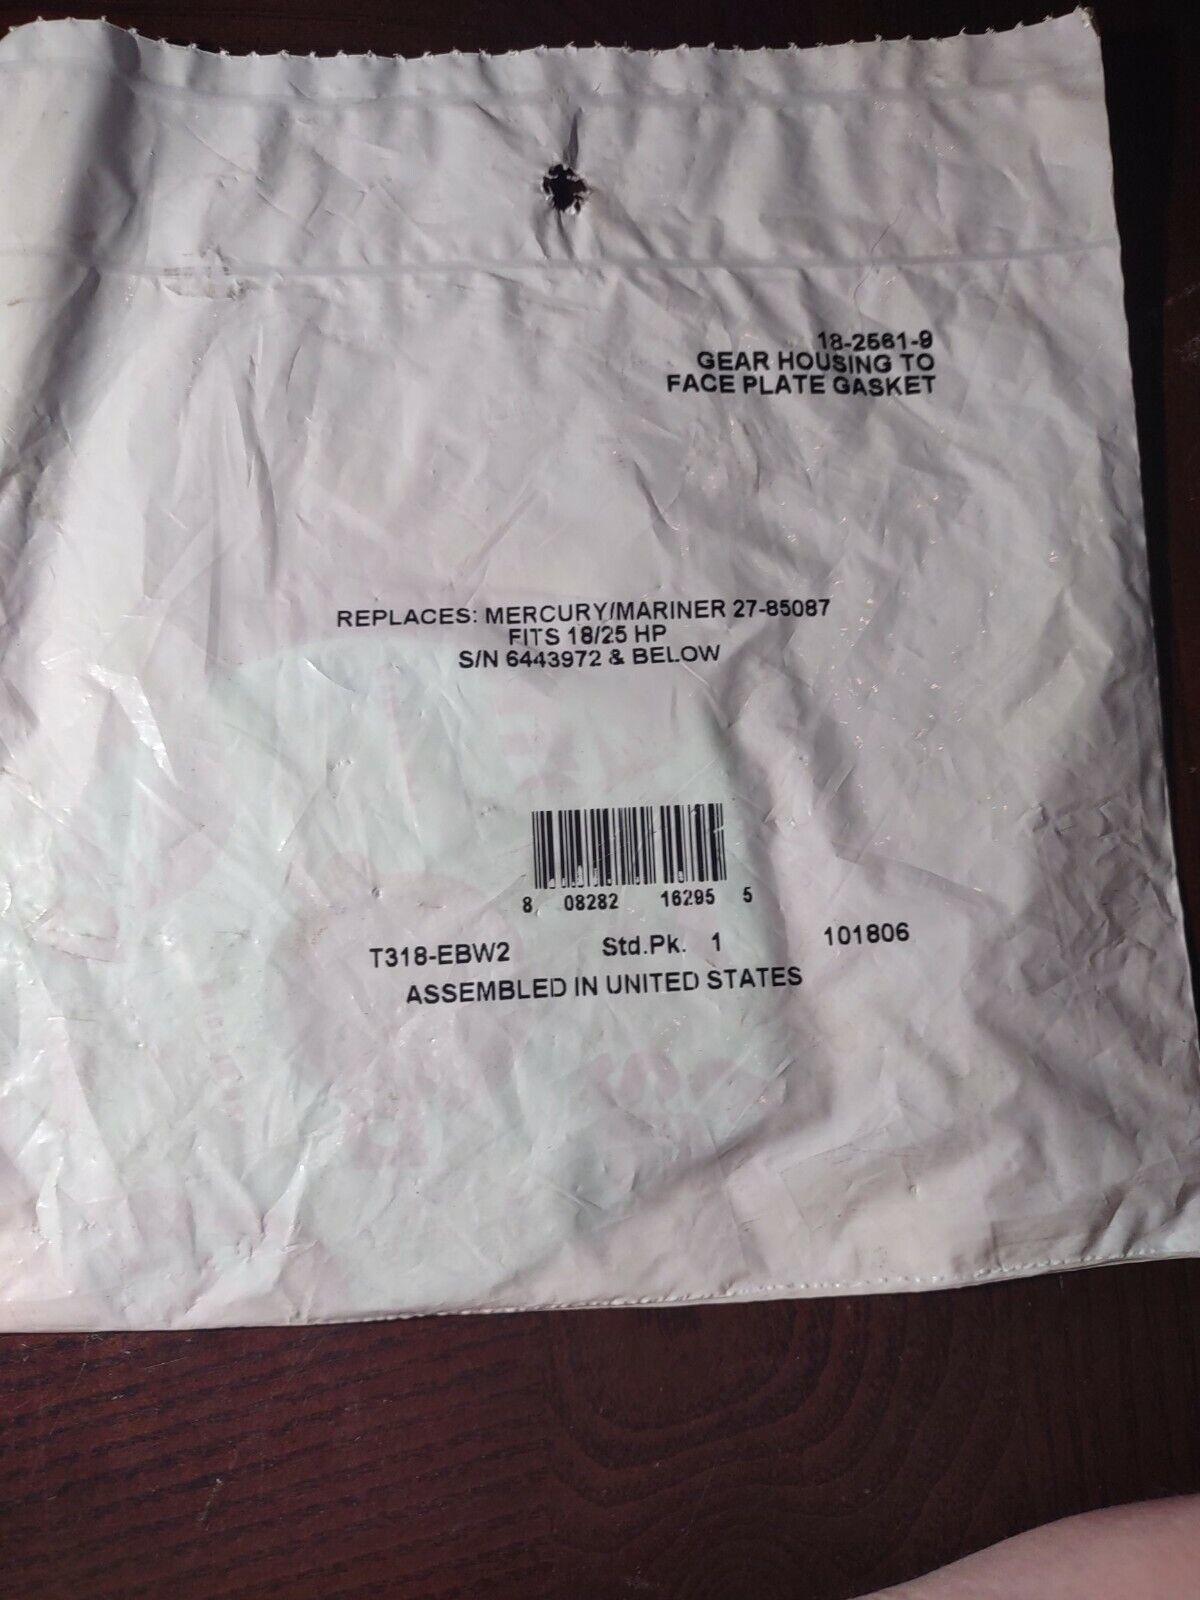 18-2561-9
GEAR HOUSING TO
FACE PLATE GASKET
REPLACES: MERCURY/MARINER 27-85087
FITS 18/25 HP
S/N 6443972 & BELOW
8 08282 16295 5
T318-EBW2 Std.Pk. 1 101806
ASSEMBLED IN UNITED STATES